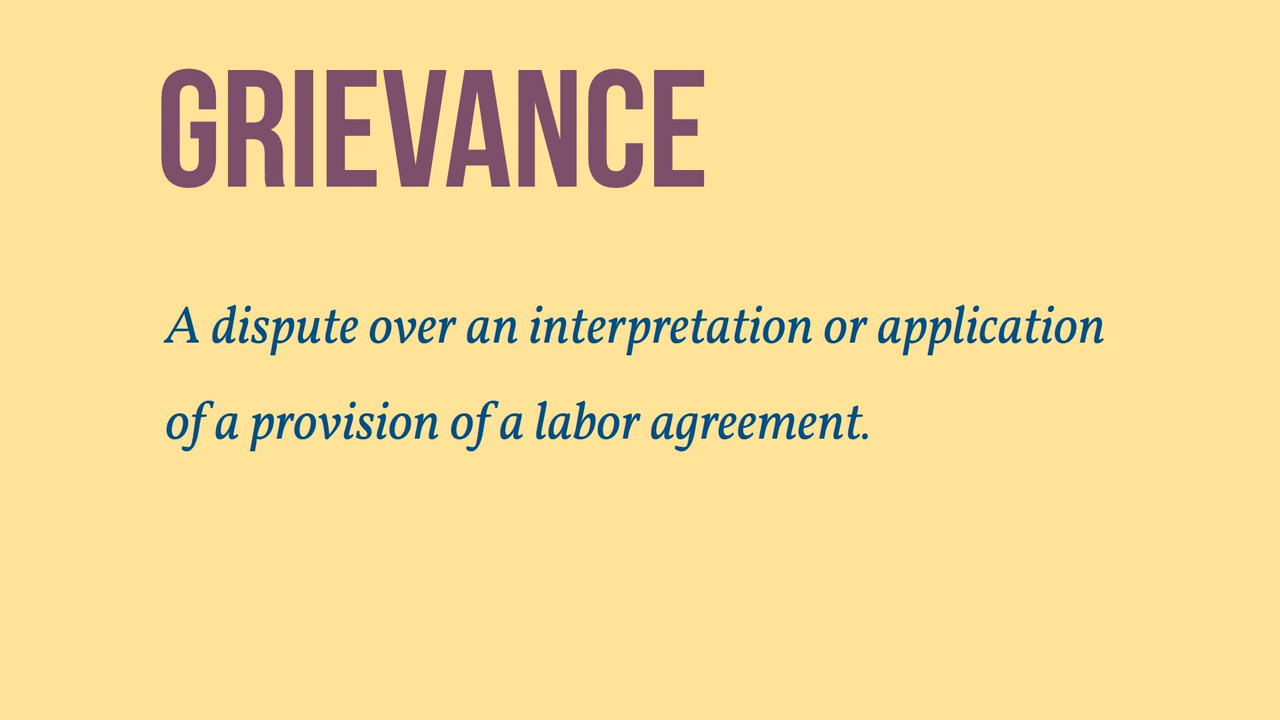 GRIEVANCE
A dispute over an interpretation or application
of a provision of a labor agreement.